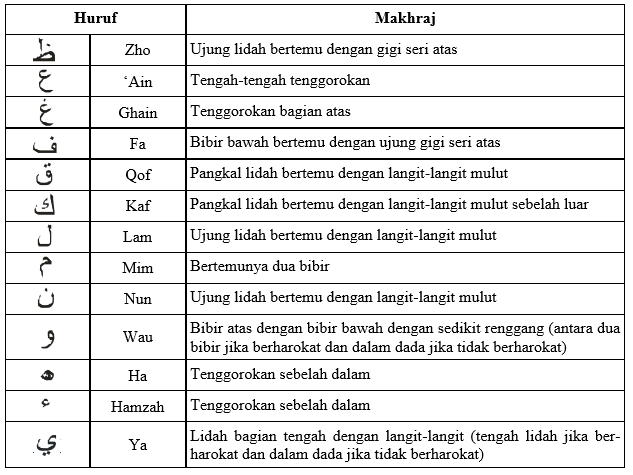 Huruf Makhraj
ظ Zho Ujung lidah bertemu dengan gigi seri atas
ع ‘Ain Tengah-tengah tenggorokan
غ Ghain Tenggorokan bagian atas
ف Fa Bibir bawah bertemu dengan ujung gigi seri atas
ق Qof Pangkal lidah bertemu dengan langit-langit mulut
ك Kaf Pangkal lidah bertemu dengan langit-langit mulut sebelah luar
ل Lam Ujung lidah bertemu dengan langit-langit mulut
م Mim Bertemunya dua bibir
ن Nun Ujung lidah bertemu dengan langit-langit mulut
و Wau Bibir atas dengan bibir bawah dengan sedikit renggang (antara dua
bibir jika berharokat dan dalam dada jika tidak berharokat)
ه Ha Tenggorokan sebelah dalam
ء Hamzah Tenggorokan sebelah dalam
ي Ya Lidah bagian tengah dengan langit-langit (tengah lidah jika ber-
harokat dan dalam dada jika tidak berharokat)